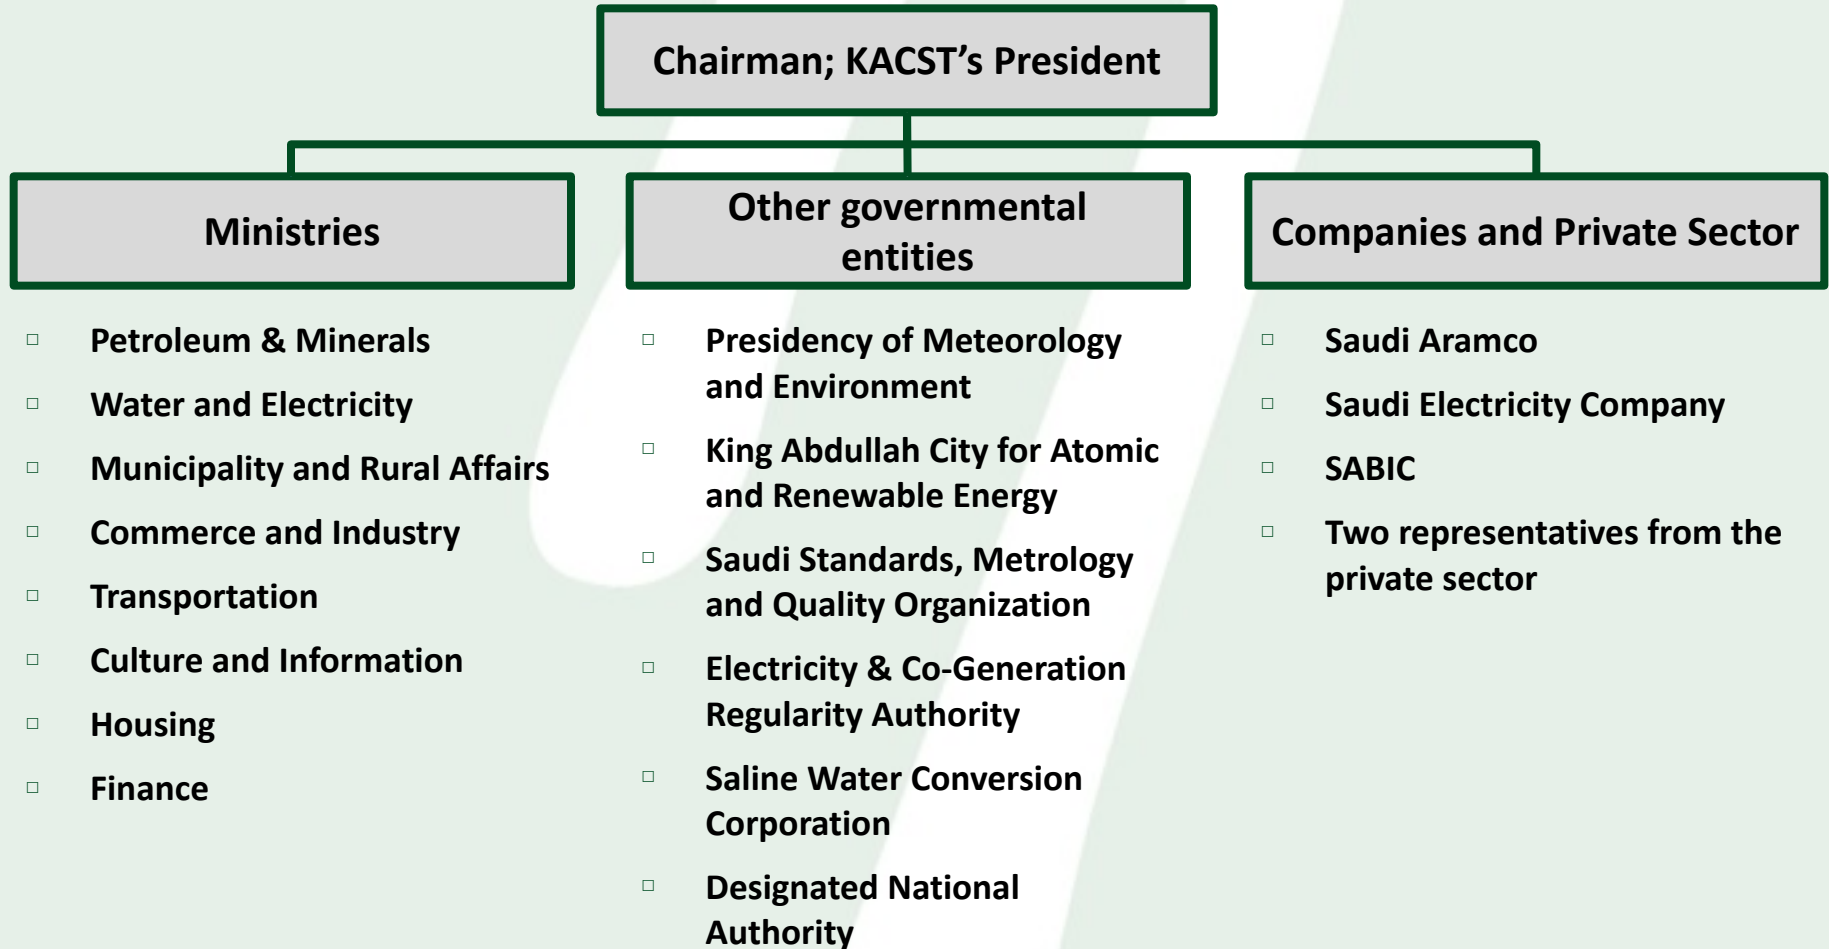 Chairman; KACST’s President
Ministries
Petroleum & Minerals
Water and Electricity
Municipality and Rural Affairs
Commerce and Industry
Transportation
Culture and Information
Housing
Finance
Other governmental
entities
Presidency of Meteorology
and Environment
King Abdullah City for Atomic
and Renewable Energy
Saudi Standards, Metrology
and Quality Organization
Electricity & Co-Generation
Regularity Authority
Saline Water Conversion
Corporation
Designated National
Authority
Companies and Private Sector
Saudi Aramco
Saudi Electricity Company
SABIC
Two representatives from the
private sector